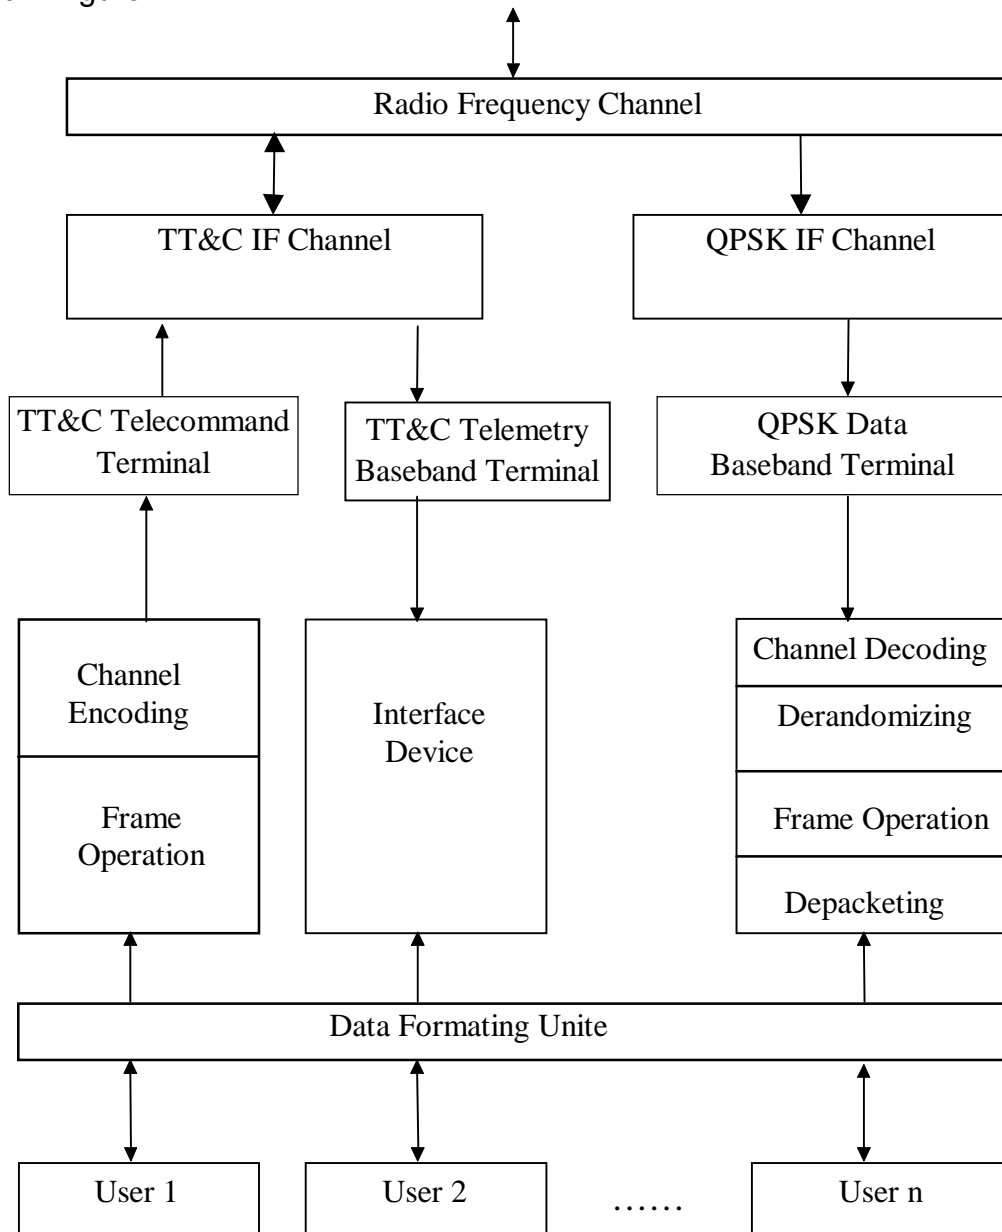 Radio Frequency Channel
TT&C IF Channel
QPSK IF Channel
TT&C Telecommand
Terminal
TT&C Telemetry
Baseband Terminal
QPSK Data
Baseband Terminal
Channel
Encoding
Frame
Operation
Interface
Device
Channel Decoding
Derandomizing
Frame Operation
Depacketing
Data Formating Unite
User 1
User 2
......
User n